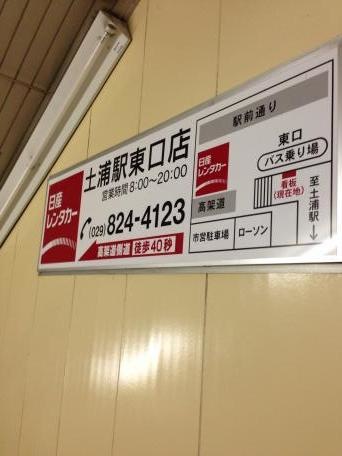 日産
レンタカー
土浦駅東口店
営業時間 8:00〜20:00
(029)824-4123
高架道側道 徒歩40秒
駅前通り
日産
レンタカー
東口
バス乗り場
高架道
看板
(現在地)
至土浦駅↓
市営駐車場
ローソン